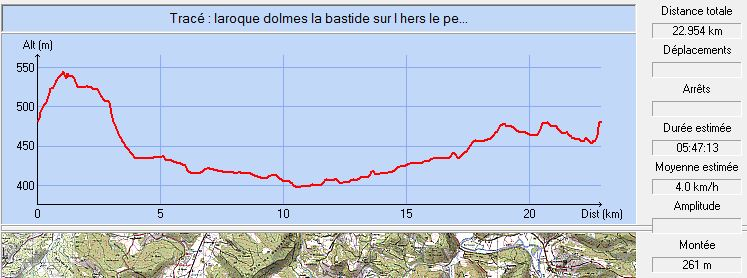 Tracé : laroque dolmes la bastide sur l hers le pe...
Alt (m)
550
500
450
400
0
5
10
15
20
Dist (km)
Distance totale
22.954 km
Déplacements
Arrêts
Durée estimée
05:47:13
Moyenne estimée
4.0 km/h
Amplitude
Montée
261 m